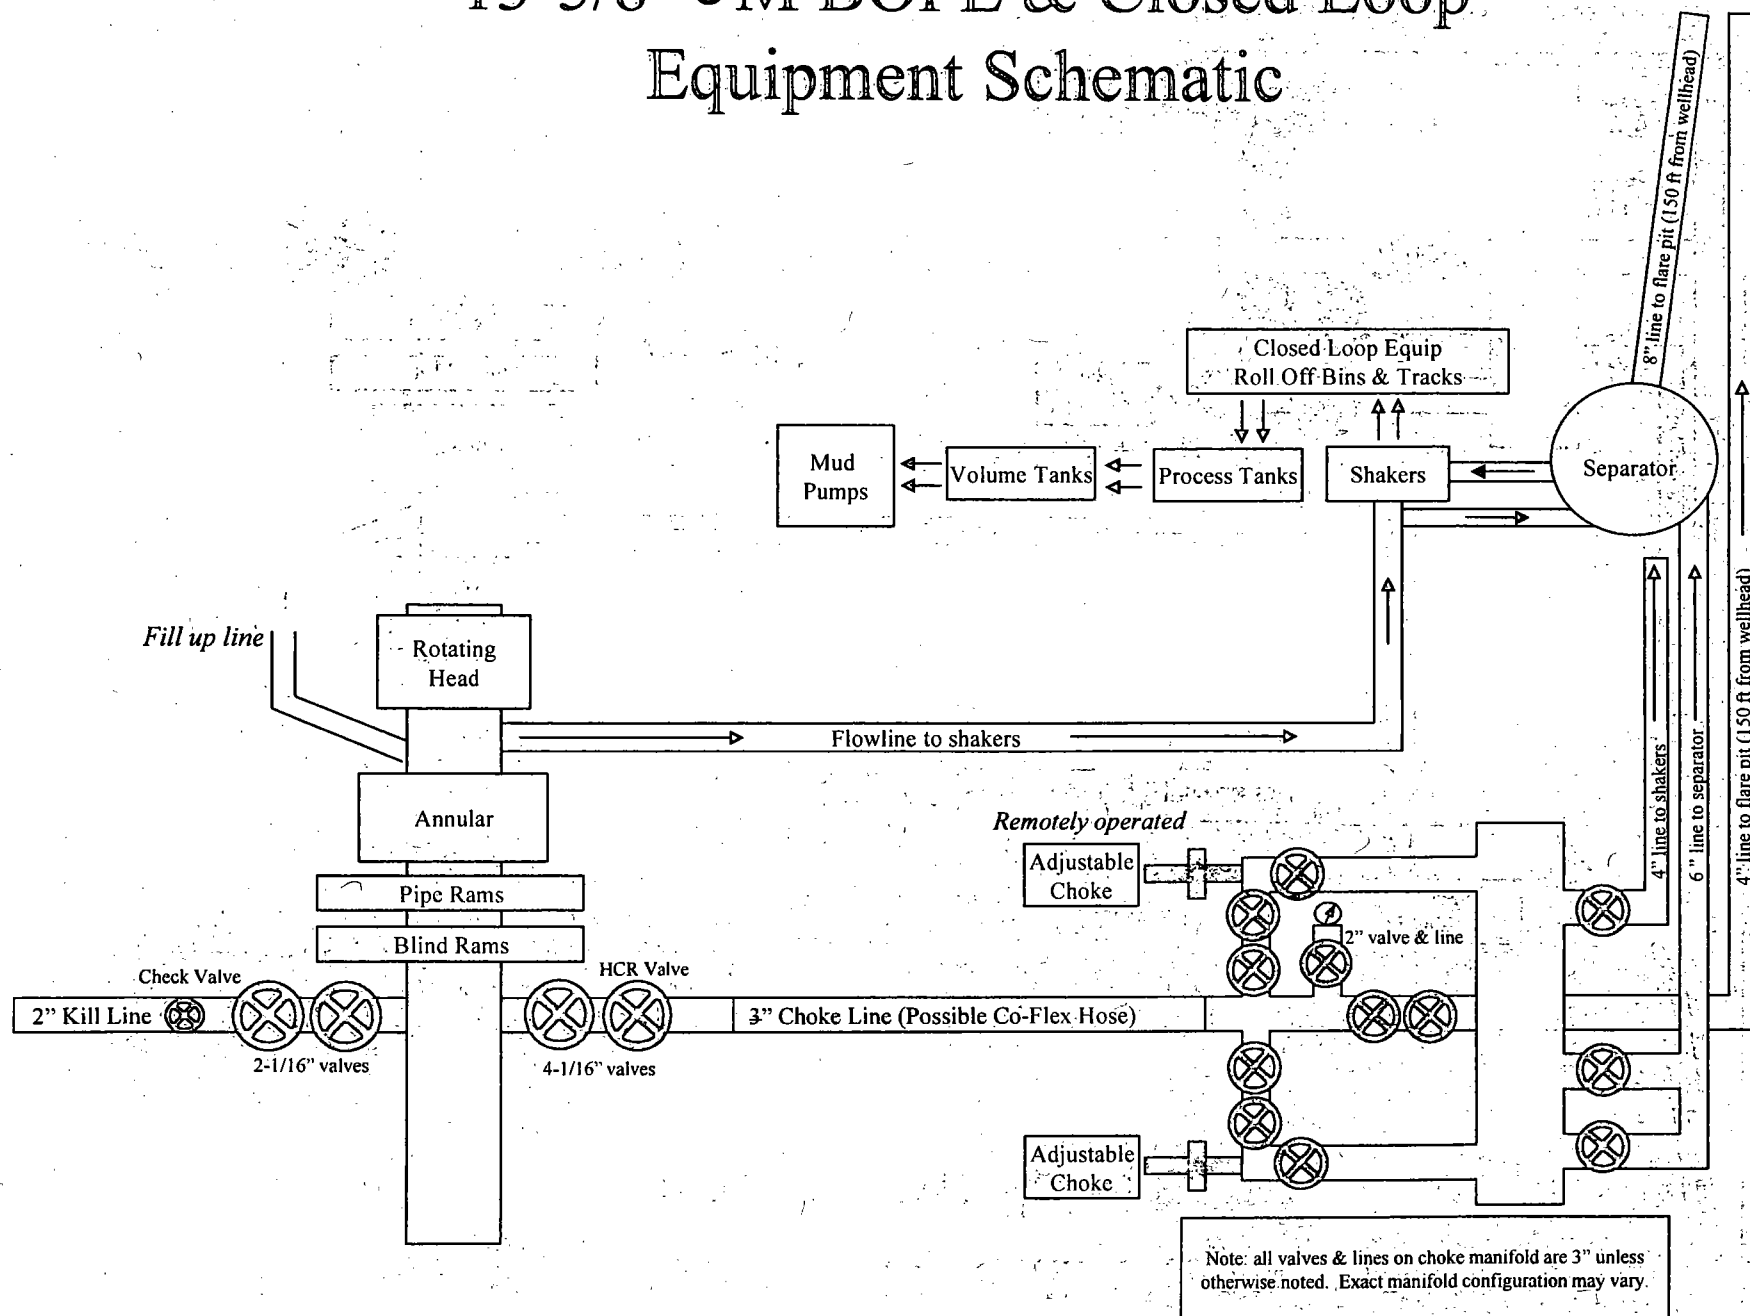 BOPE & Closed Loop
Equipment Schematic
8” line to flare pit (150 ft from wellhead)
Closed Loop Equip
Roll Off Bins & Tracks
Mud
Pumps
Volume Tanks
Process Tanks
Shakers
Separator
Fill up line
Rotating
Head
Flowline to shakers
Annular
Pipe Rams
Blind Rams
Remotely operated
Adjustable
Choke
2” valve & line
4” line to shakers
6” line to separator
4” line to flare pit (150 ft from wellhead)
Check Valve
HCR Valve
2” Kill Line
3” Choke Line (Possible Co-Flex Hose)
2-1/16” valves
4-1/16” valves
Adjustable
Choke
Note: all valves & lines on choke manifold are 3” unless
otherwise noted. Exact manifold configuration may vary.